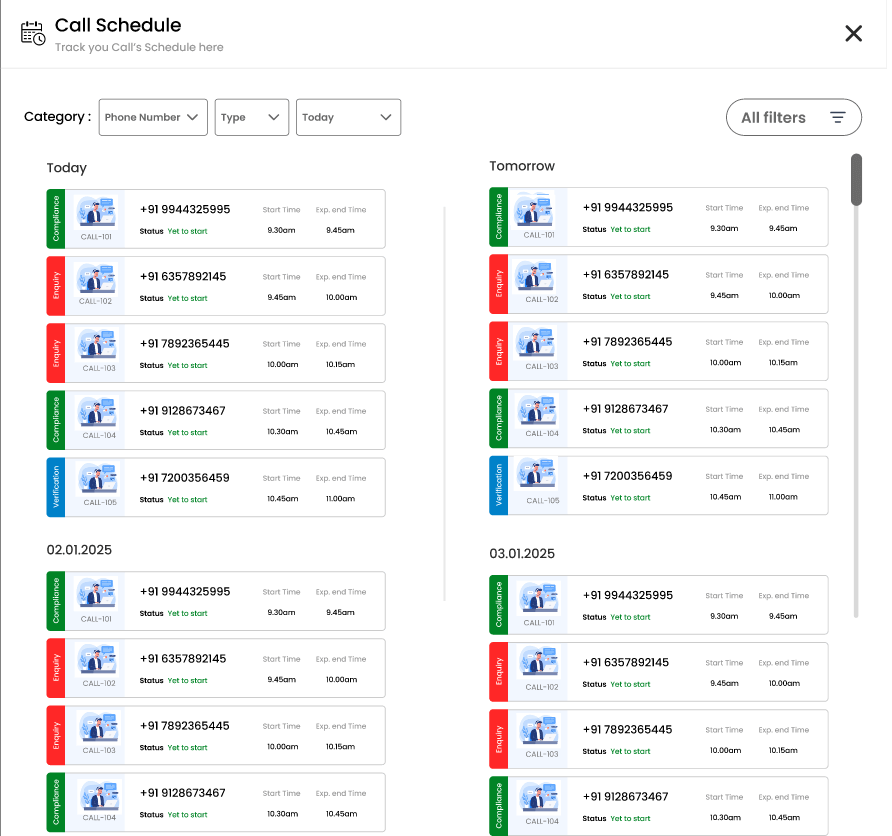 Call Schedule
Track you Call's Schedule here
Category :
Phone Number
Type
Today
All filters
Today
Compliance
CALL-101
+91 9944325995
Status Yet to start
Start Time
9.30am
Exp. end Time
9.45am
Enquiry
CALL-102
+91 6357892145
Status Yet to start
Start Time
9.45am
Exp. end Time
10.00am
Enquiry
CALL-103
+91 7892365445
Status Yet to start
Start Time
10.00am
Exp. end Time
10.15am
Compliance
CALL-104
+91 9128673467
Status Yet to start
Start Time
10.30am
Exp. end Time
10.45am
Verification
CALL-105
+91 7200356459
Status Yet to start
Start Time
10.45am
Exp. end Time
11.00am
02.01.2025
Compliance
CALL-101
+91 9944325995
Status Yet to start
Start Time
9.30am
Exp. end Time
9.45am
Enquiry
CALL-102
+91 6357892145
Status Yet to start
Start Time
9.45am
Exp. end Time
10.00am
Enquiry
CALL-103
+91 7892365445
Status Yet to start
Start Time
10.00am
Exp. end Time
10.15am
Compliance
CALL-104
+91 9128673467
Status Yet to start
Start Time
10.30am
Exp. end Time
10.45am
Tomorrow
Compliance
CALL-101
+91 9944325995
Status Yet to start
Start Time
9.30am
Exp. end Time
9.45am
Enquiry
CALL-102
+91 6357892145
Status Yet to start
Start Time
9.45am
Exp. end Time
10.00am
Enquiry
CALL-103
+91 7892365445
Status Yet to start
Start Time
10.00am
Exp. end Time
10.15am
Compliance
CALL-104
+91 9128673467
Status Yet to start
Start Time
10.30am
Exp. end Time
10.45am
Verification
CALL-105
+91 7200356459
Status Yet to start
Start Time
10.45am
Exp. end Time
11.00am
03.01.2025
Compliance
CALL-101
+91 9944325995
Status Yet to start
Start Time
9.30am
Exp. end Time
9.45am
Enquiry
CALL-102
+91 6357892145
Status Yet to start
Start Time
9.45am
Exp. end Time
10.00am
Enquiry
CALL-103
+91 7892365445
Status Yet to start
Start Time
10.00am
Exp. end Time
10.15am
Compliance
CALL-104
+91 9128673467
Status Yet to start
Start Time
10.30am
Exp. end Time
10.45am